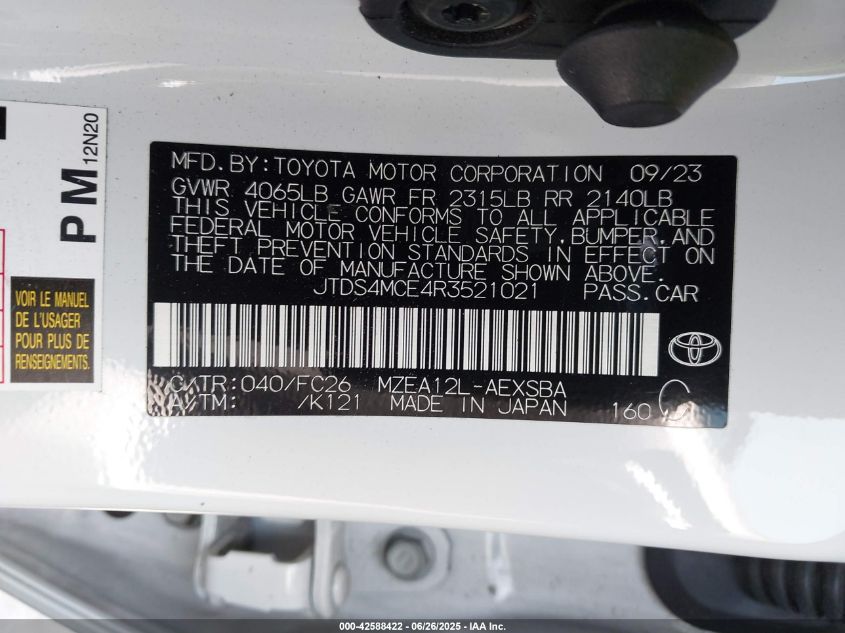 MFD.BY:TOYOTA MOTOR CORPORATION 09/23
GVWR 4065LB GAWR FR 2315LB RR 2140LB
THIS VEHICLE CONFORMS TO ALL APPLICABLE
FEDERAL MOTOR VEHICLE SAFETY,BUMPER,AND
THEFT PREVENTION STANDARDS IN EFFECT ON
THE DATE OF MANUFACTURE SHOWN ABOVE.
JTDS4MCE4R3521021 PASS.CAR
C/TR:040/FC26 MZEA12L-AEXSBA
A/TM: /K121 MADE IN JAPAN 160
PM
12N20
VOIR LE MANUEL
DE L'USAGER
POUR PLUS DE
RENSEIGNEMENTS.
000-42588422 - 06/26/2025 - IAA Inc.